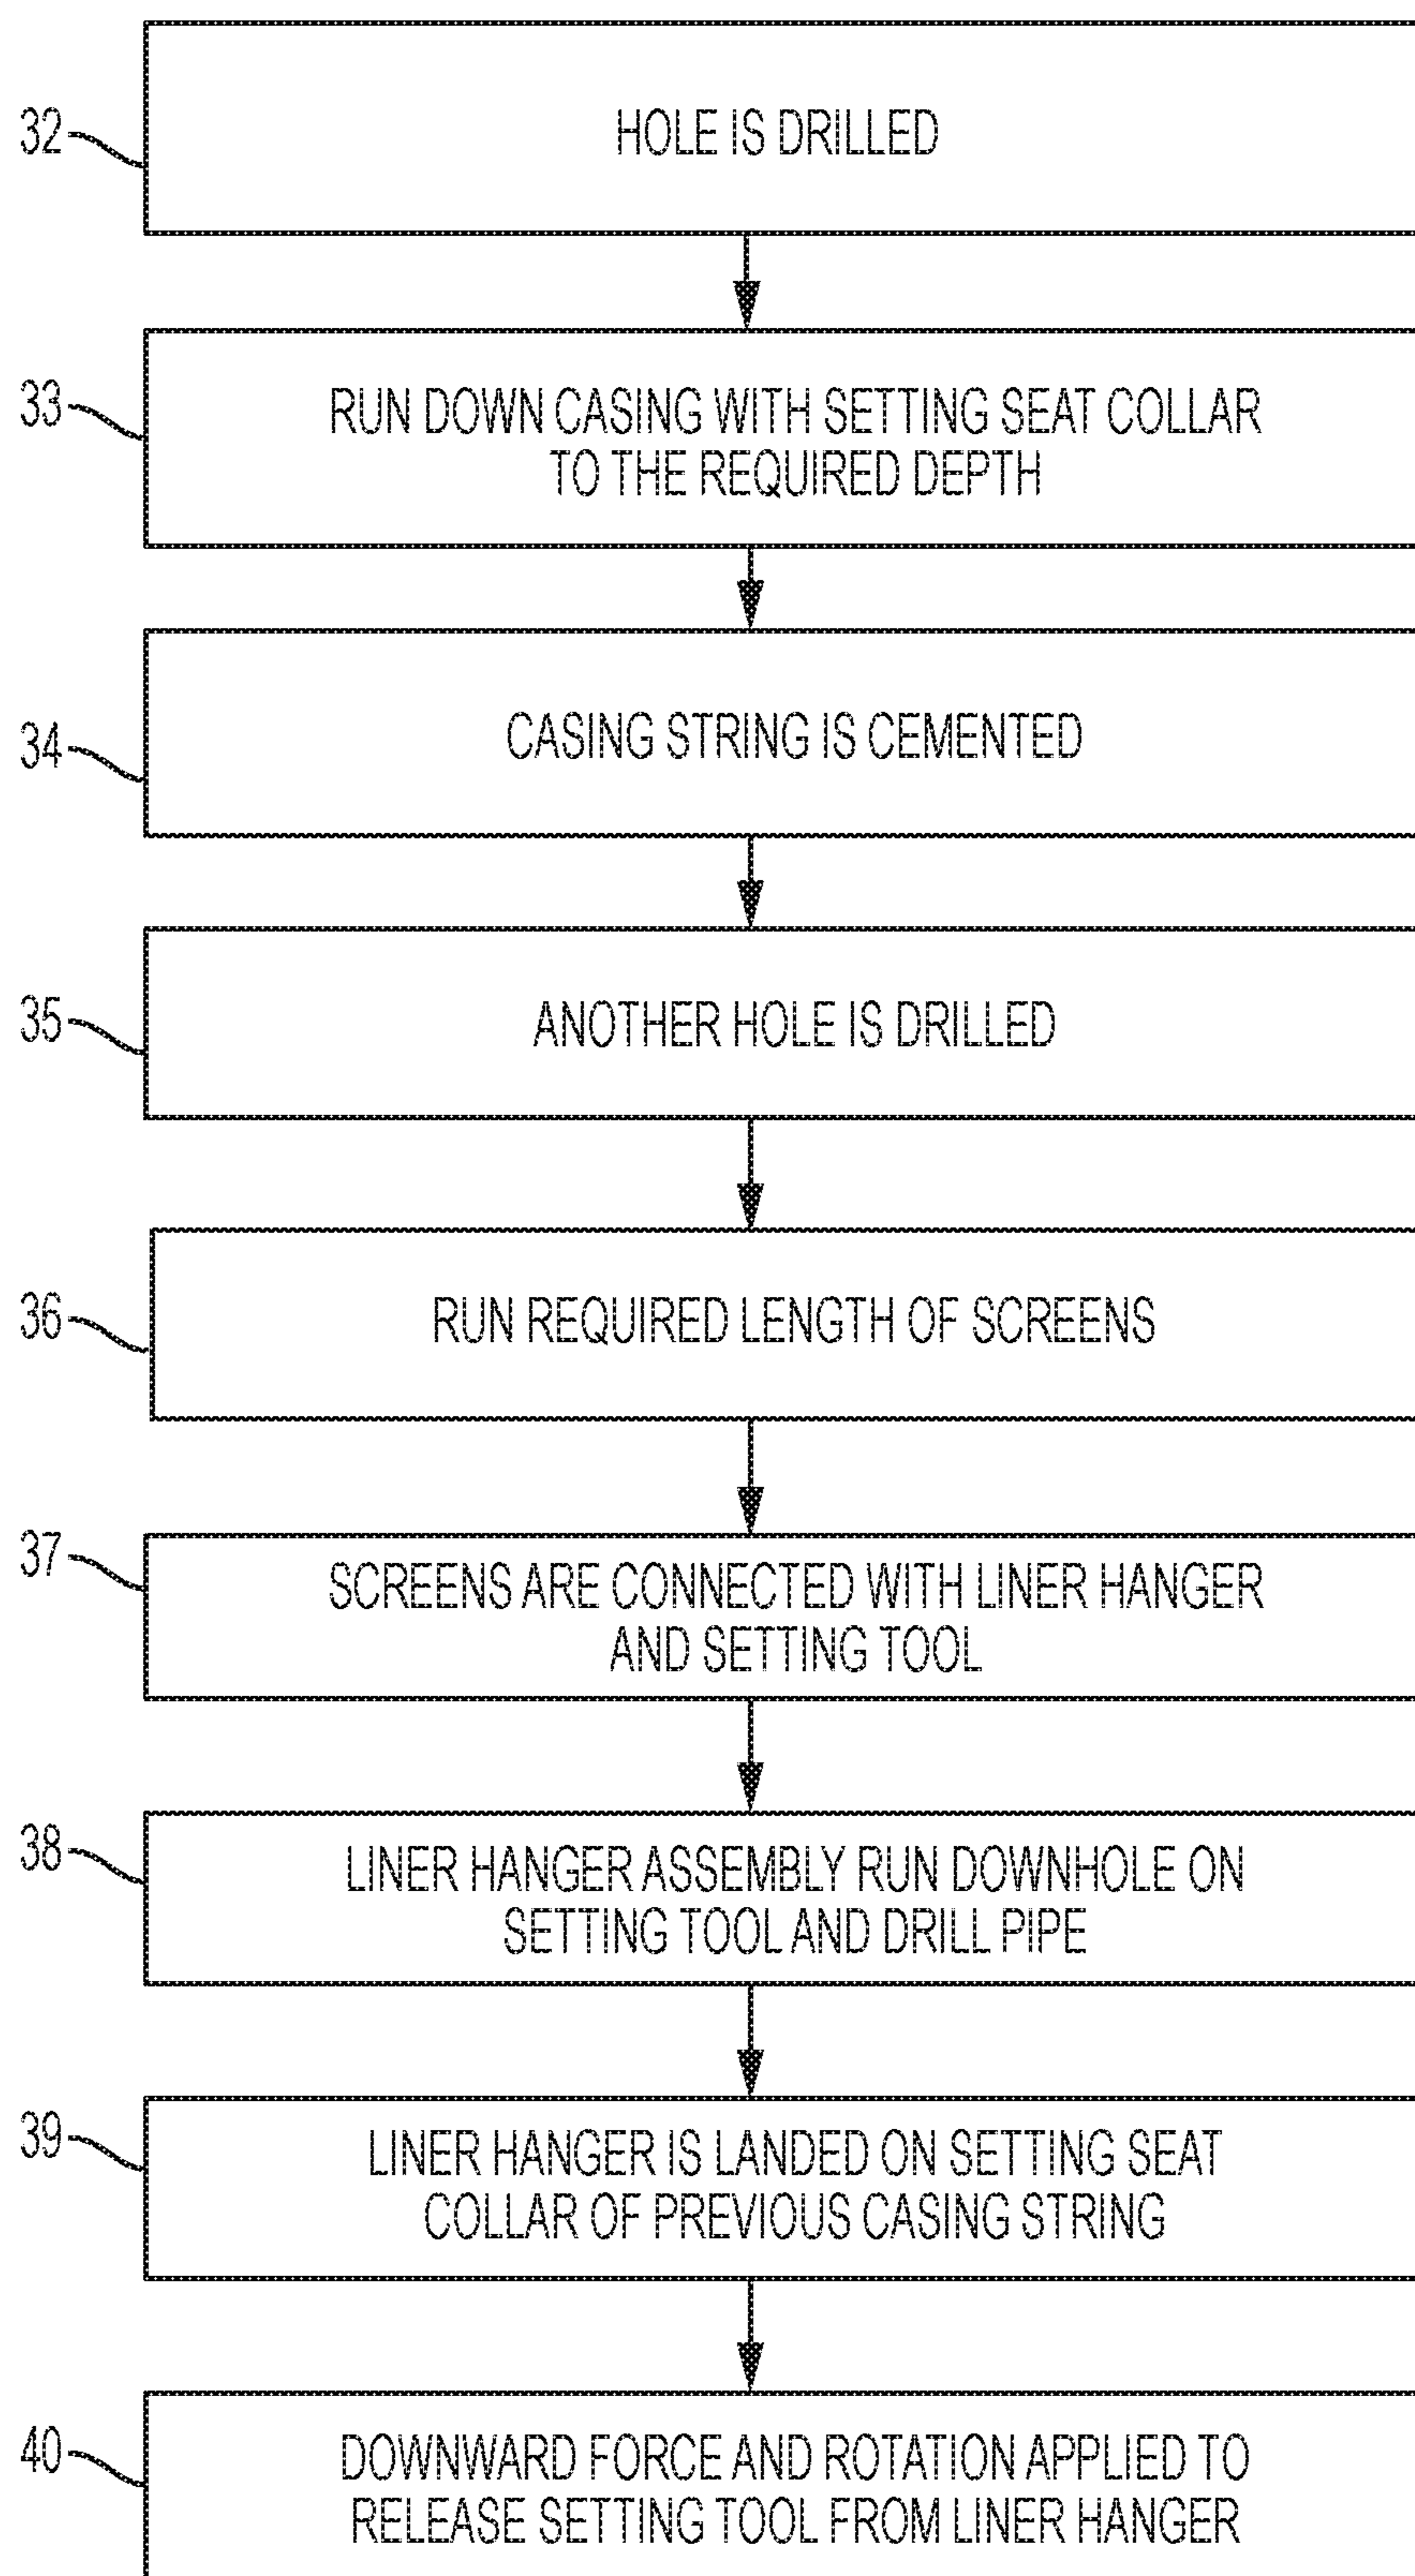 32
HOLE IS DRILLED
33
RUN DOWN CASING WITH SETTING SEAT COLLAR
TO THE REQUIRED DEPTH
34
CASING STRING IS CEMENTED
35
ANOTHER HOLE IS DRILLED
36
RUN REQUIRED LENGTH OF SCREENS
37
SCREENS ARE CONNECTED WITH LINER HANGER
AND SETTING TOOL
38
LINER HANGER ASSEMBLY RUN DOWNHOLE ON
SETTING TOOL AND DRILL PIPE
39
LINER HANGER IS LANDED ON SETTING SEAT
COLLAR OF PREVIOUS CASING STRING
40
DOWNWARD FORCE AND ROTATION APPLIED TO
RELEASE SETTING TOOL FROM LINER HANGER